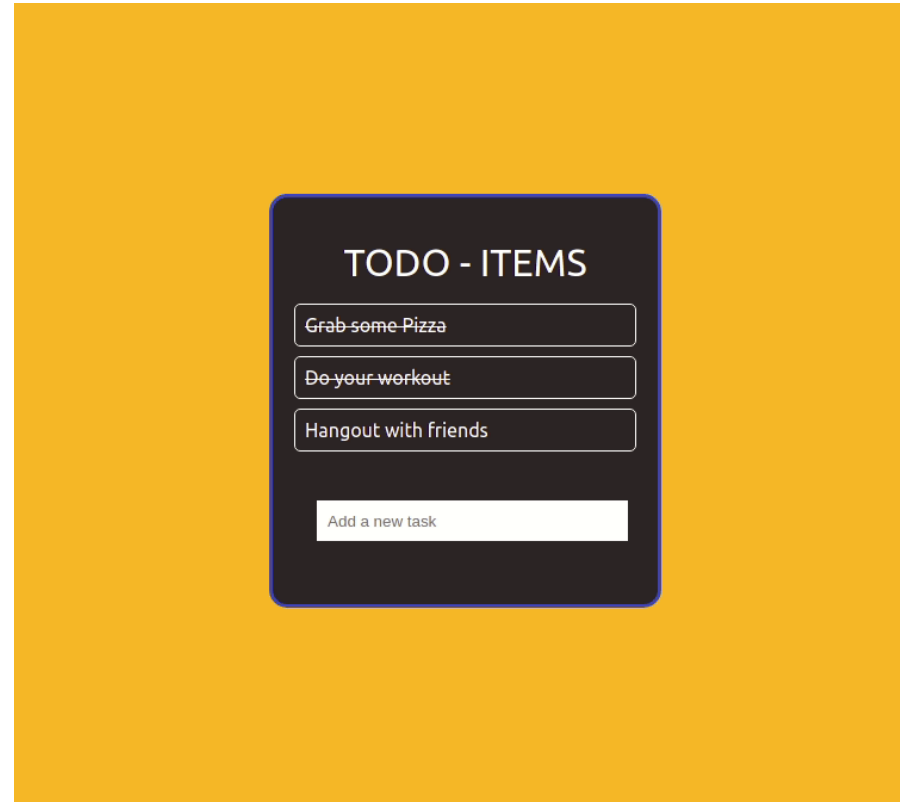 TODO - ITEMS
Grab some Pizza
Do your workout
Hangout with friends
Add a new task